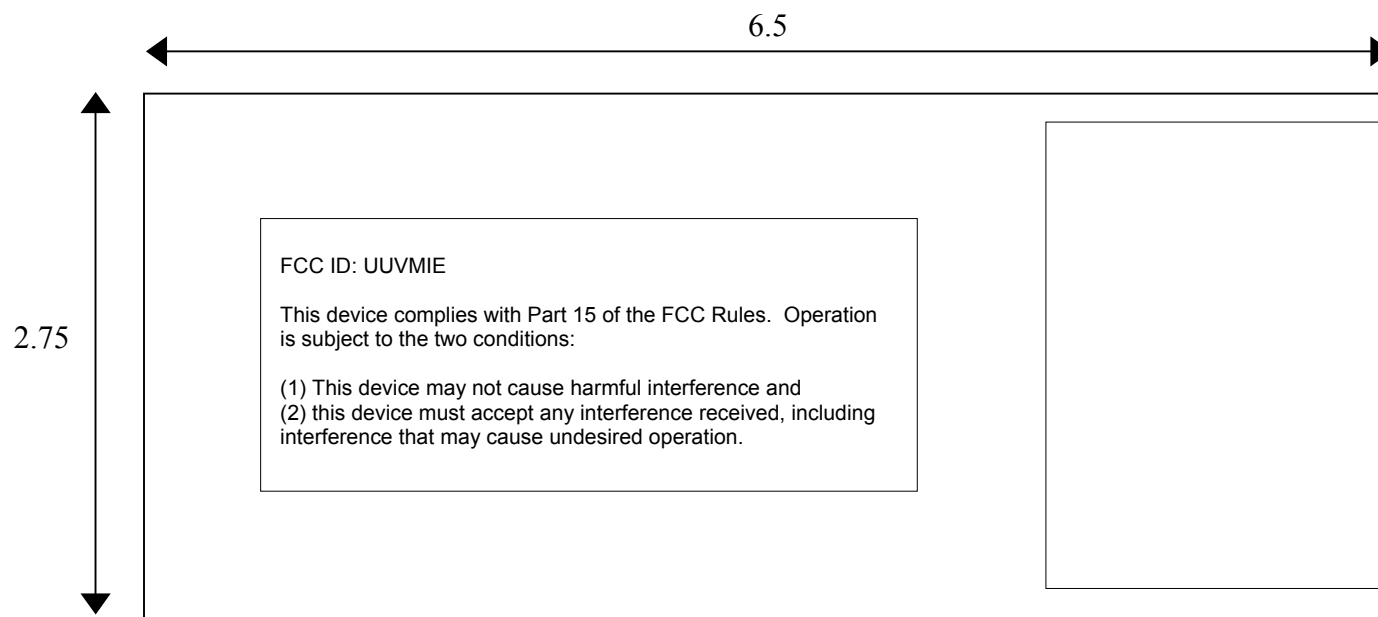 6.5
2.75
FCC ID: UUVMIE
This device complies with Part 15 of the FCC Rules.  Operation
is subject to the two conditions:
(1) This device may not cause harmful interference and
(2) this device must accept any interference received, including
interference that may cause undesired operation.